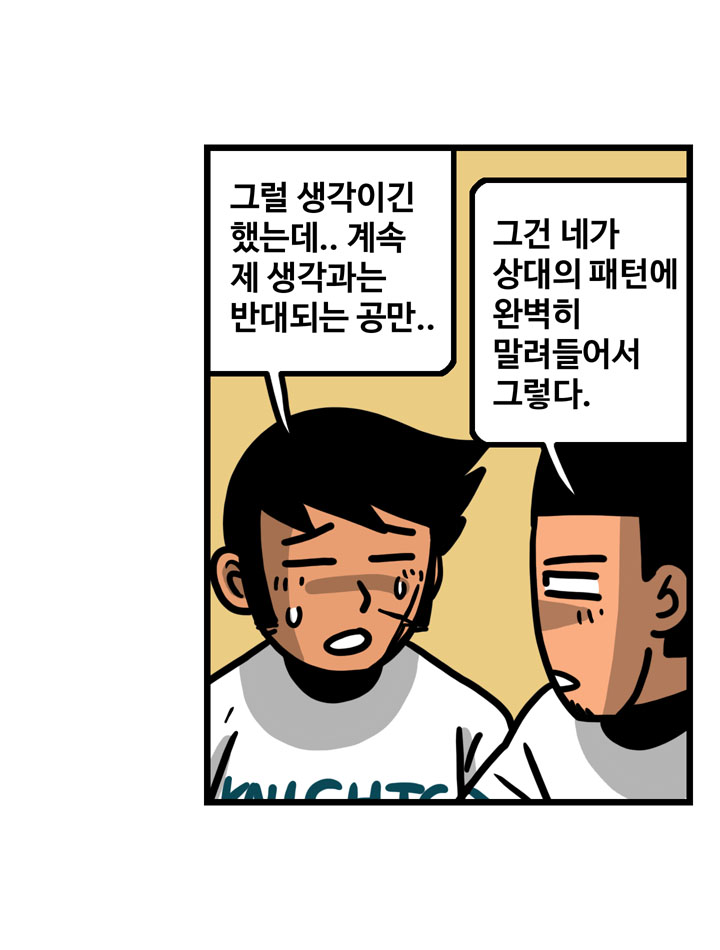 그럴 생각이긴
했는데.. 계속
제 생각과는
반대되는 공만..
그건 네가
상대의 패턴에
완벽히
말려들어서
그렇다.
KNIGHTS